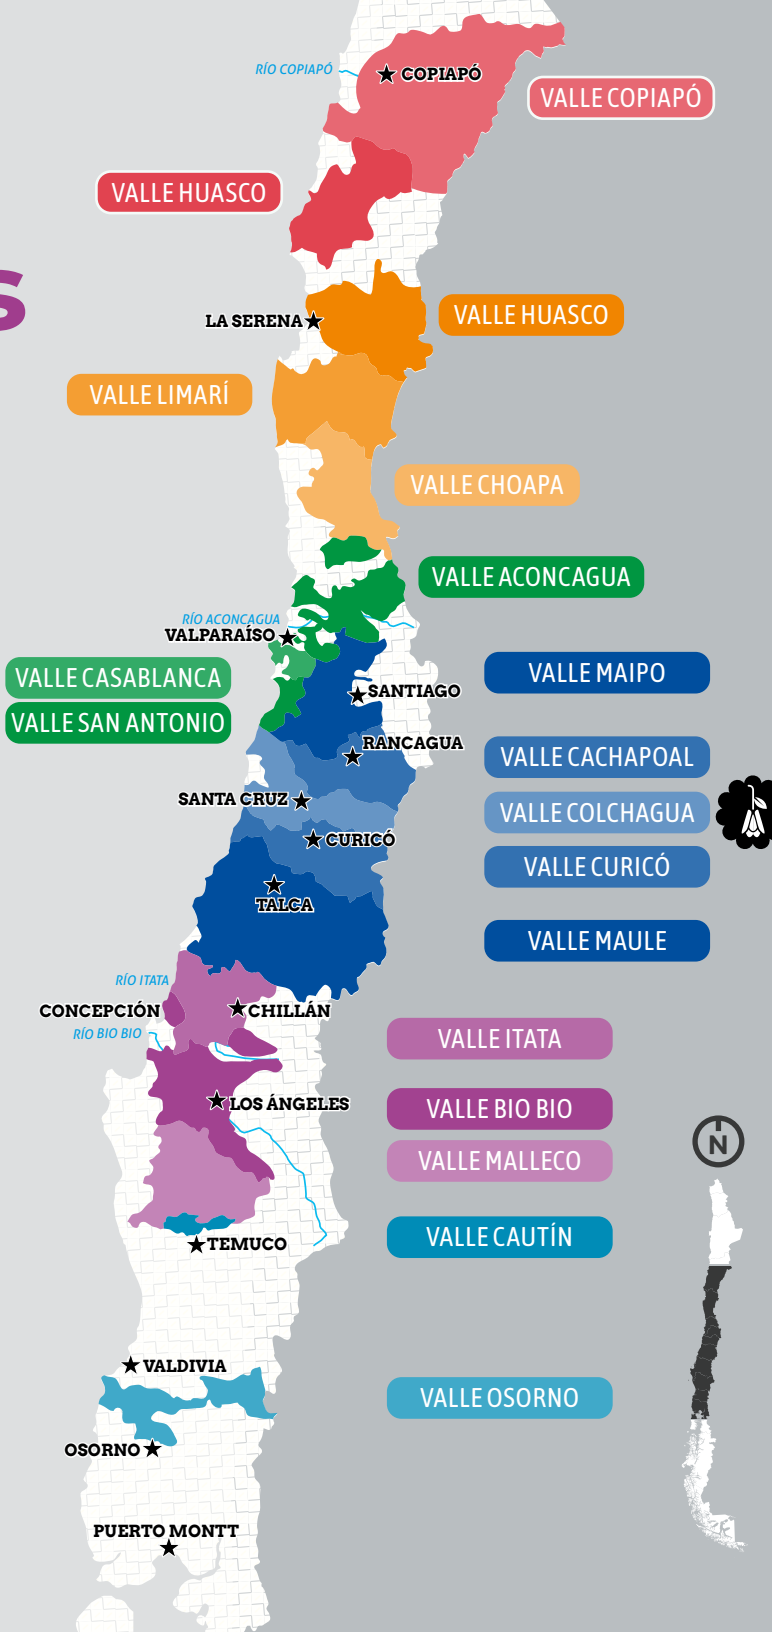 RÍO COPIAPÓ
COPIAPÓ
VALLE COPIAPÓ
VALLE HUASCO
S
LA SERENA
VALLE HUASCO
VALLE LIMARÍ
VALLE CHOAPA
VALLE ACONCAGUA
RÍO ACONCAGUA
VALPARAÍSO
VALLE CASABLANCA
VALLE MAIPO
SANTIAGO
VALLE SAN ANTONIO
RANCAGUA
VALLE CACHAPOAL
SANTA CRUZ
VALLE COLCHAGUA
CURICÓ
VALLE CURICÓ
TALCA
VALLE MAULE
RÍO ITATA
CONCEPCIÓN
CHILLÁN
RÍO BIO BIO
VALLE ITATA
LOS ÁNGELES
VALLE BIO BIO
N
VALLE MALLECO
VALLE CAUTÍN
TEMUCO
VALDIVIA
VALLE OSORNO
OSORNO
PUERTO MONTT